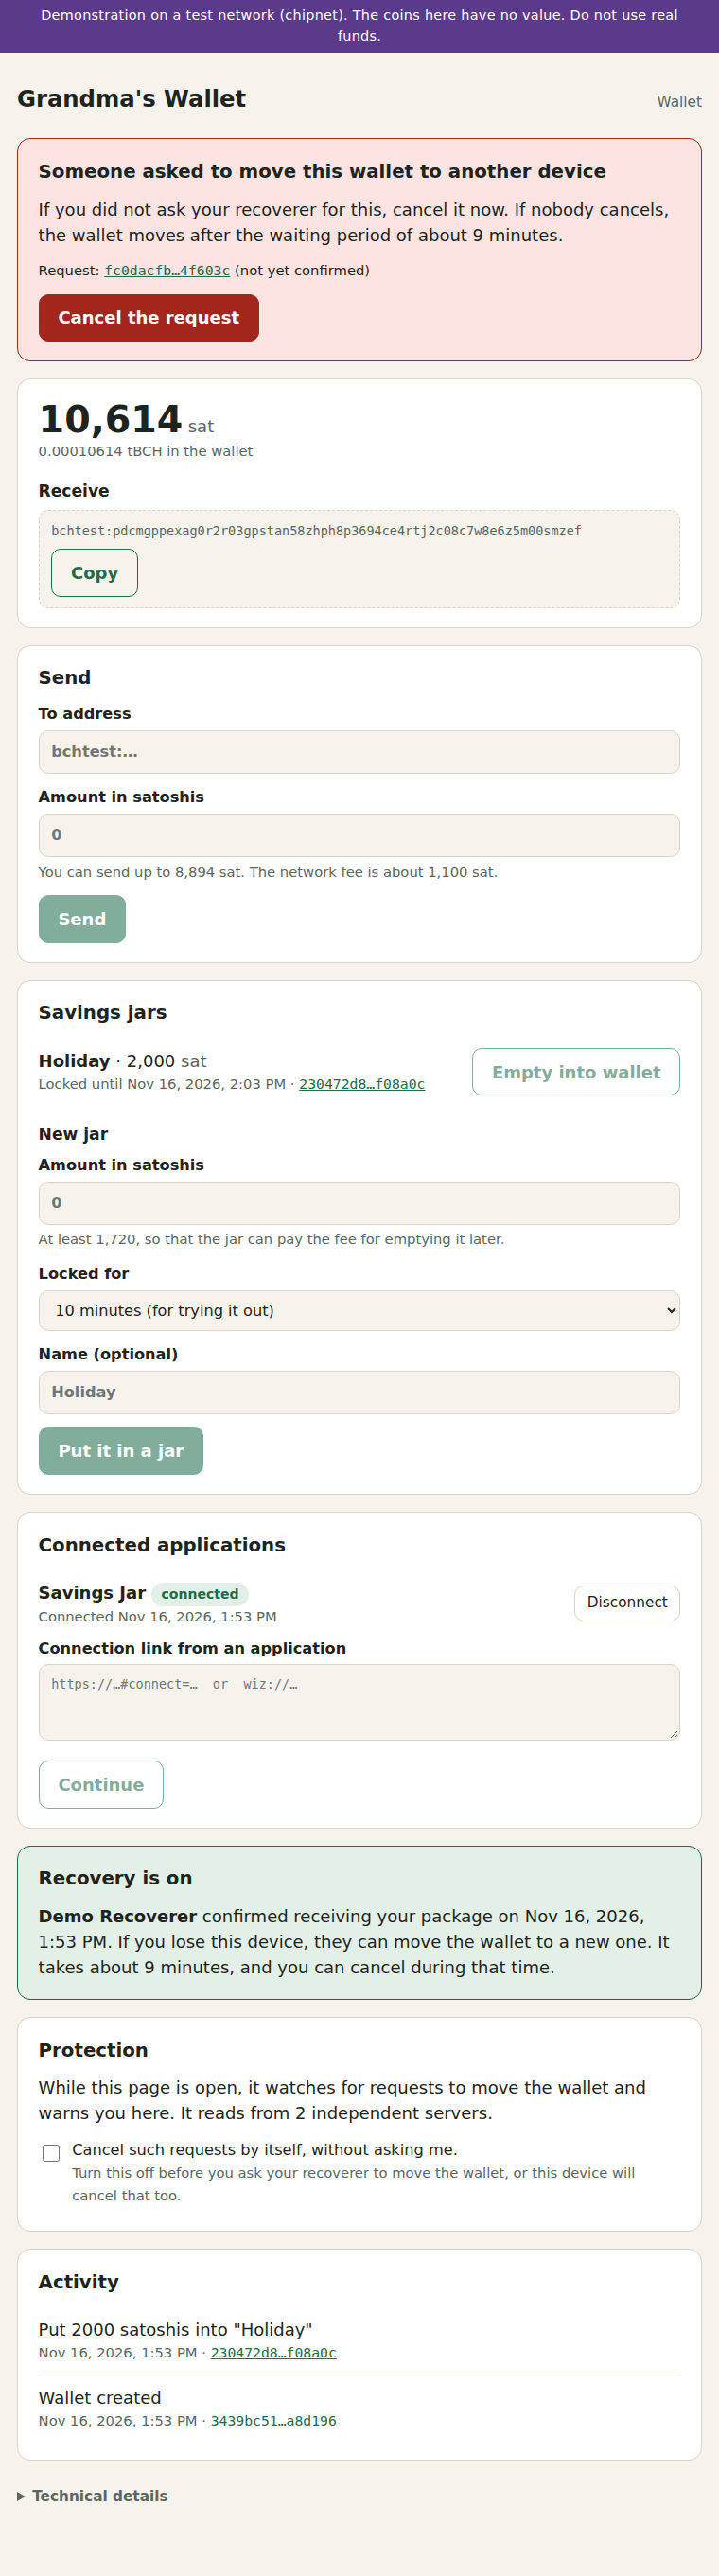 Demonstration on a test network (chipnet). The coins here have no value. Do not use real
funds.
Grandma's Wallet
Wallet
Someone asked to move this wallet to another device
If you did not ask your recoverer for this, cancel it now. If nobody cancels,
the wallet moves after the waiting period of about 9 minutes.
Request: fc0dacfb…4f603c (not confirmed)
Cancel the request
10,614 sat
0.00010614 tBCH in the wallet
Receive
bchtest:pdcmgppexag0r2r03gpstan58zhph8p3694ce4rtj2c08c7w8e6z5m00smzef
Copy
Send
To address
bchtest:…
Amount in satoshis
0
You can send up to 8,894 sat. The network fee is about 1,100 sat.
Send
Savings jars
Holiday · 2,000 sat
Locked until Nov 16, 2026, 2:03 PM · 230472d8…f08a0c
Empty into wallet
New jar
Amount in satoshis
0
At least 1,720, so that the jar can pay the fee for emptying it later.
Locked for
10 minutes (for trying it out)
Name (optional)
Holiday
Put it in a jar
Connected applications
Savings Jar connected
Connected Nov 16, 2026, 1:53 PM
Disconnect
Connection link from an application
https://…#connect=… or wiz://…
Continue
Recovery is on
Demo Recoverer confirmed receiving your package on Nov 16, 2026,
1:53 PM. If you lose this device, they can move the wallet to a new one. It
takes about 9 minutes, and you can cancel during that time.
Protection
While this page is open, it watches for requests to move the wallet and
warns you here. It reads from 2 independent servers.
Cancel such requests by itself, without asking me.
Turn this off before you ask your recoverer to move the wallet, or this device will
cancel that too.
Activity
Put 2000 satoshis into "Holiday"
Nov 16, 2026, 1:53 PM · 230472d8…f08a0c
Wallet created
Nov 16, 2026, 1:53 PM · 3439bc51…a8d196
Technical details